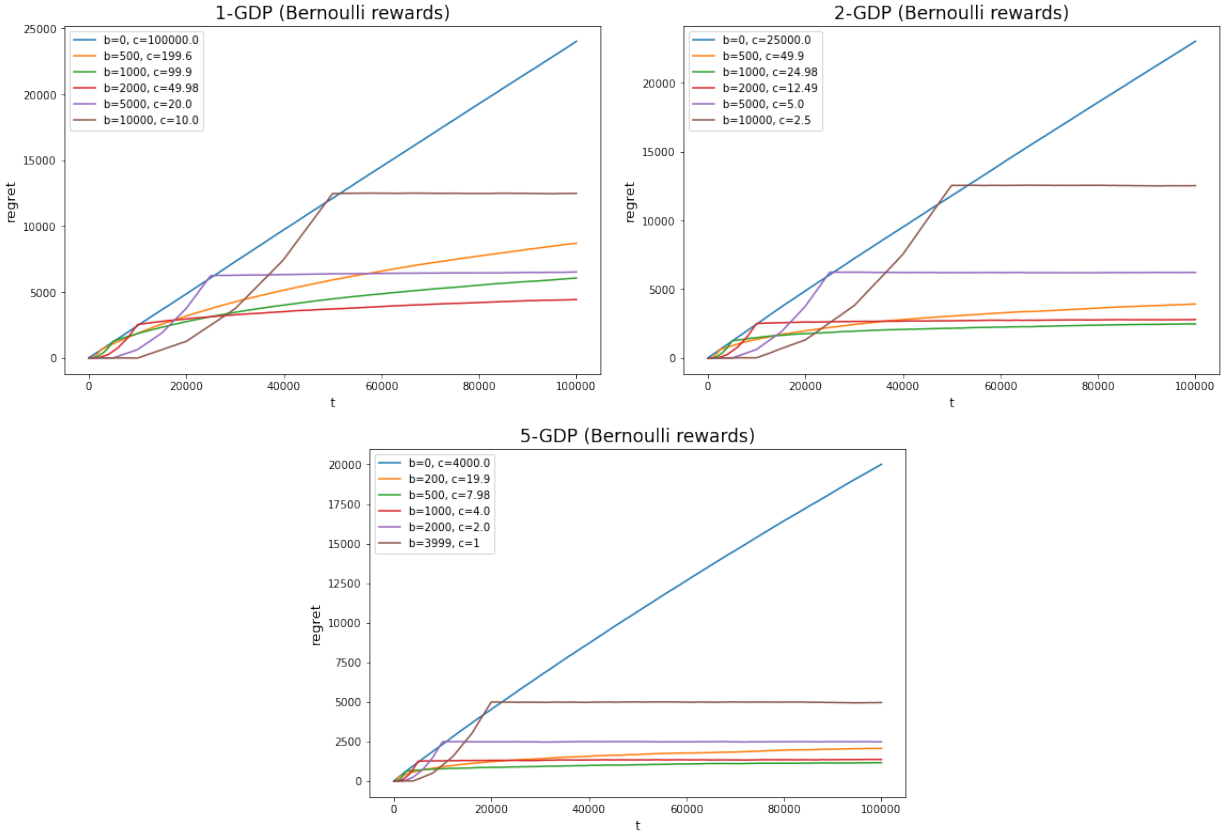 1-GDP (Bernoulli rewards)
25000
20000
15000
10000
5000
0
regret
b=0, c=100000.0
b=500, c=199.6
b=1000, c=99.9
b=2000, c=49.98
b=5000, c=20.0
b=10000, c=10.0
0 20000 40000 60000 80000 100000
t
2-GDP (Bernoulli rewards)
20000
15000
10000
5000
0
regret
b=0, c=25000.0
b=500, c=49.9
b=1000, c=24.98
b=2000, c=12.49
b=5000, c=5.0
b=10000, c=2.5
0 20000 40000 60000 80000 100000
t
5-GDP (Bernoulli rewards)
20000
17500
15000
12500
10000
7500
5000
2500
0
regret
b=0, c=4000.0
b=200, c=19.9
b=500, c=7.98
b=1000, c=4.0
b=2000, c=2.0
b=3999, c=1
0 20000 40000 60000 80000 100000
t